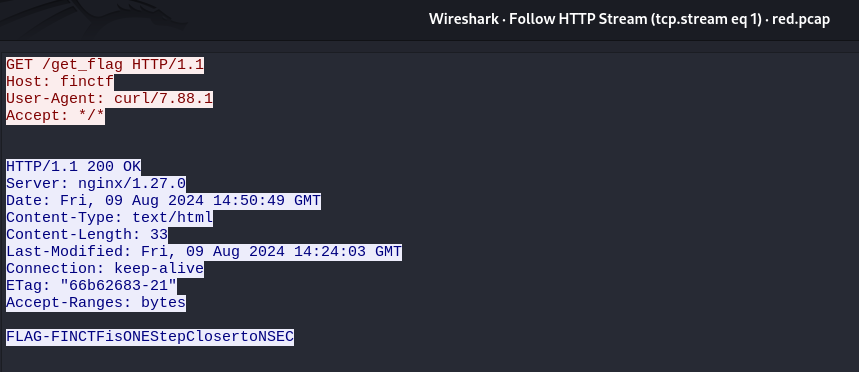 Wireshark · Follow HTTP Stream (tcp.stream eq 1) · red.pcap
GET /get_flag HTTP/1.1
Host: finctf
User-Agent: curl/7.88.1
Accept: */*
HTTP/1.1 200 OK
Server: nginx/1.27.0
Date: Fri, 09 Aug 2024 14:50:49 GMT
Content-Type: text/html
Content-Length: 33
Last-Modified: Fri, 09 Aug 2024 14:24:03 GMT
Connection: keep-alive
ETag: "66b62683-21"
Accept-Ranges: bytes
FLAG-FINCTFisONEStepClosertoNSEC